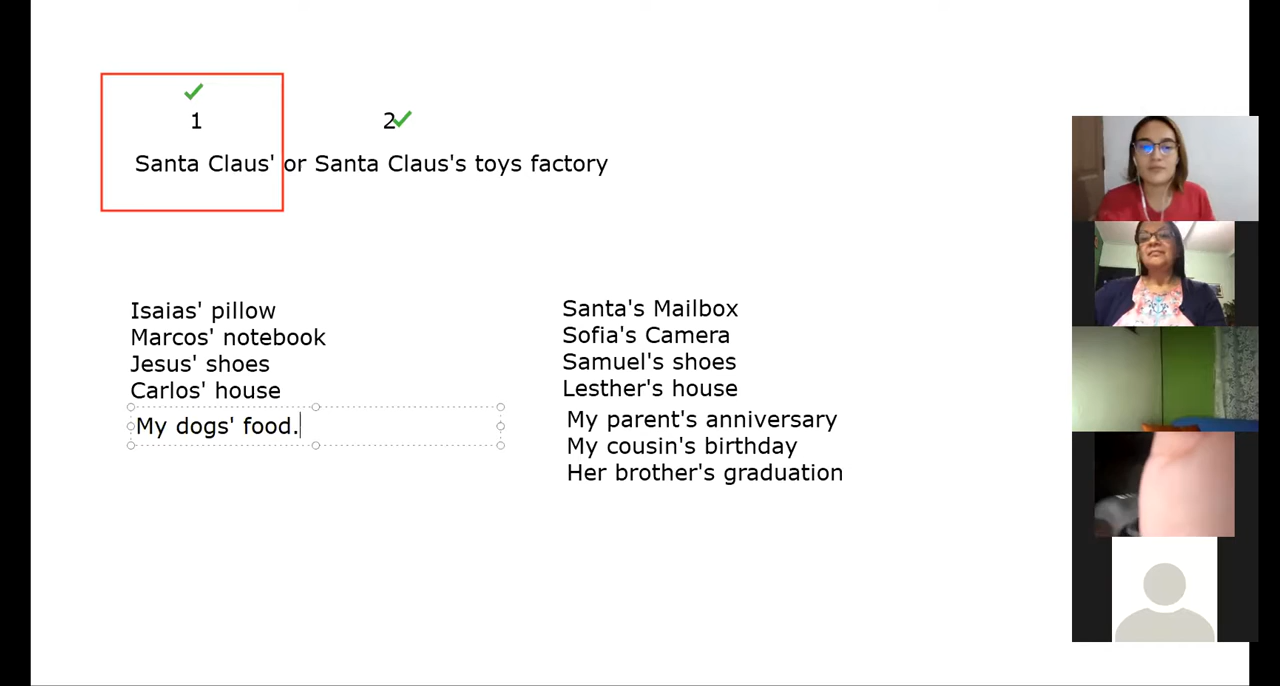 1 2
Santa Claus' or Santa Claus's toys factory
Isaias' pillow
Marcos' notebook
Jesus' shoes
Carlos' house
My dogs' food.
Santa's Mailbox
Sofia's Camera
Samuel's shoes
Lesther's house
My parent's anniversary
My cousin's birthday
Her brother's graduation